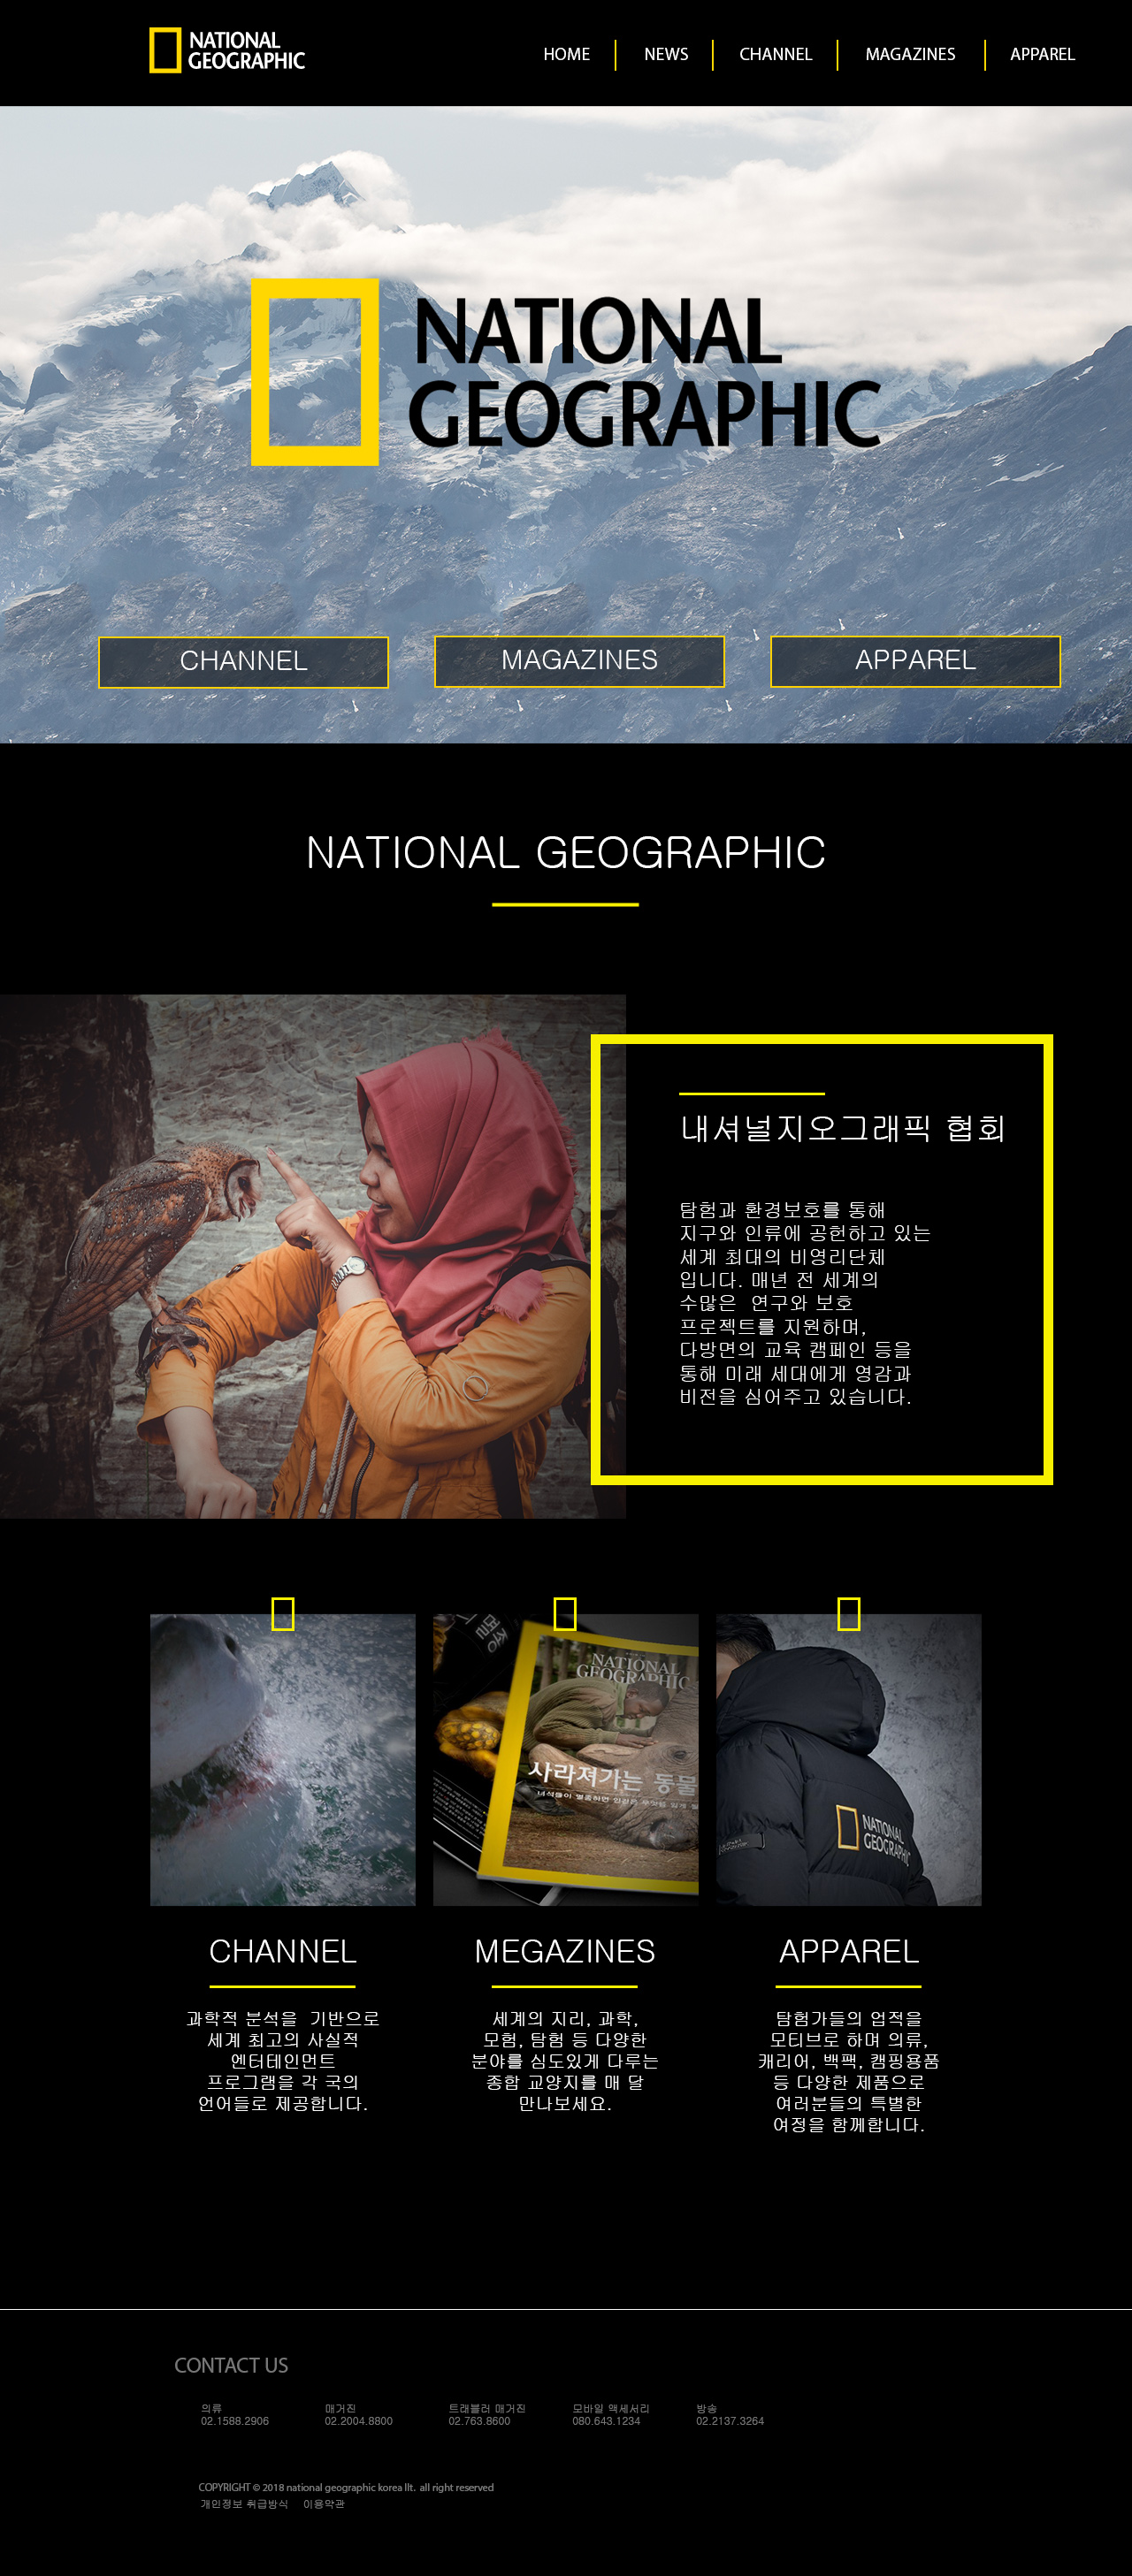 NATIONAL
GEOGRAPHIC
HOME
NEWS
CHANNEL
MAGAZINES
APPAREL
NATIONAL
GEOGRAPHIC
CHANNEL
MAGAZINES
APPAREL
NATIONAL GEOGRAPHIC
내셔널지오그래픽 협회
탐험과 환경보호를 통해
지구와 인류에 공헌하고 있는
세계 최대의 비영리단체
입니다. 매년 전 세계의
수많은 연구와 보호
프로젝트를 지원하며,
다방면의 교육 캠페인 등을
통해 미래 세대에게 영감과
비전을 심어주고 있습니다.
NATIONAL
GEOGRAPHIC
사라져가는 동물
NATIONAL
GEOGRAPHIC
CHANNEL
과학적 분석을 기반으로
세계 최고의 사실적
엔터테인먼트
프로그램을 각 국의
언어들로 제공합니다.
MEGAZINES
세계의 지리, 과학,
모험, 탐험 등 다양한
분야를 심도있게 다루는
종합 교양지를 매 달
만나보세요.
APPAREL
탐험가들의 업적을
모티브로 하며 의류,
캐리어, 백팩, 캠핑용품
등 다양한 제품으로
여러분들의 특별한
여정을 함께합니다.
CONTACT US
의류
02.1588.2906
매거진
02.2004.8800
트래블러 매거진
02.763.8600
모바일 액세서리
080.643.1234
방송
02.2137.3264
COPYRIGHT © 2018 national geographic korea llt. all right reserved
개인정보 취급방식 이용약관